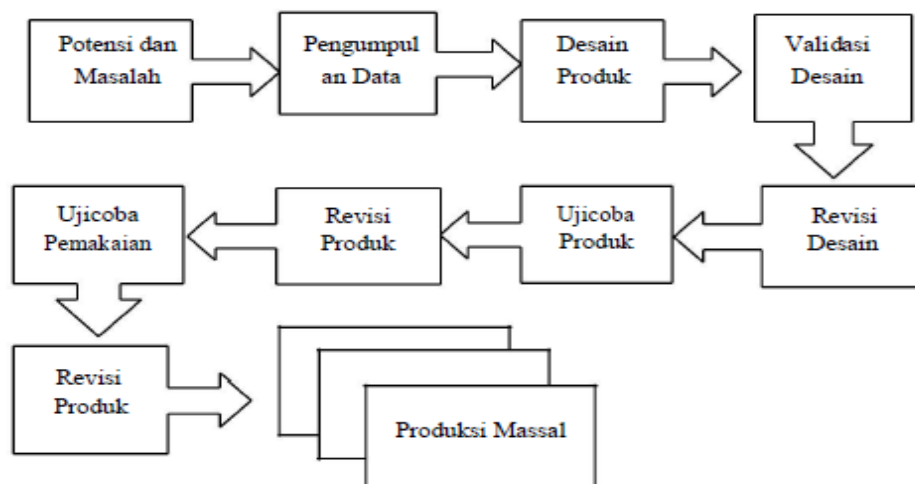 Potensi dan
Masalah
Pengumpul
an Data
Desain
Produk
Validasi
Desain
Ujicoba
Pemakaian
Revisi
Produk
Ujicoba
Produk
Revisi
Desain
Revisi
Produk
Produksi Massal